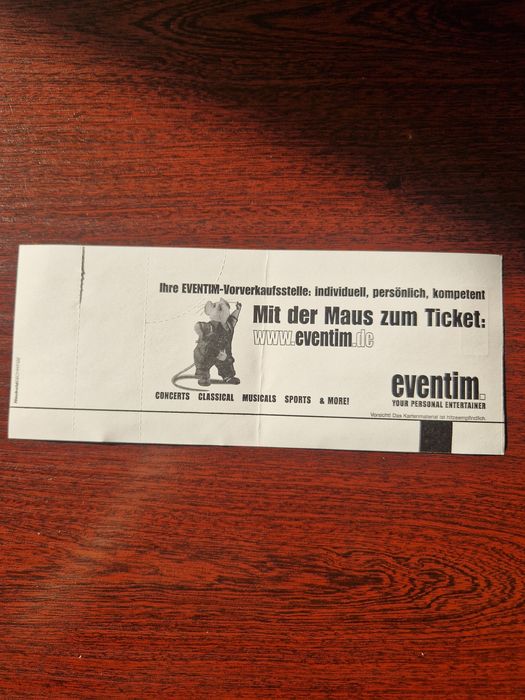 Ihre EVENTIM-Vorverkaufsstelle: individuell, persönlich, kompetent
Mit der Maus zum Ticket:
www.eventim.de
eventim.
YOUR PERSONAL ENTERTAINER
CONCERTS CLASSICAL MUSICALS SPORTS & MORE!
Vorsicht! Das Kartenmaterial ist hitzeempfindlich.